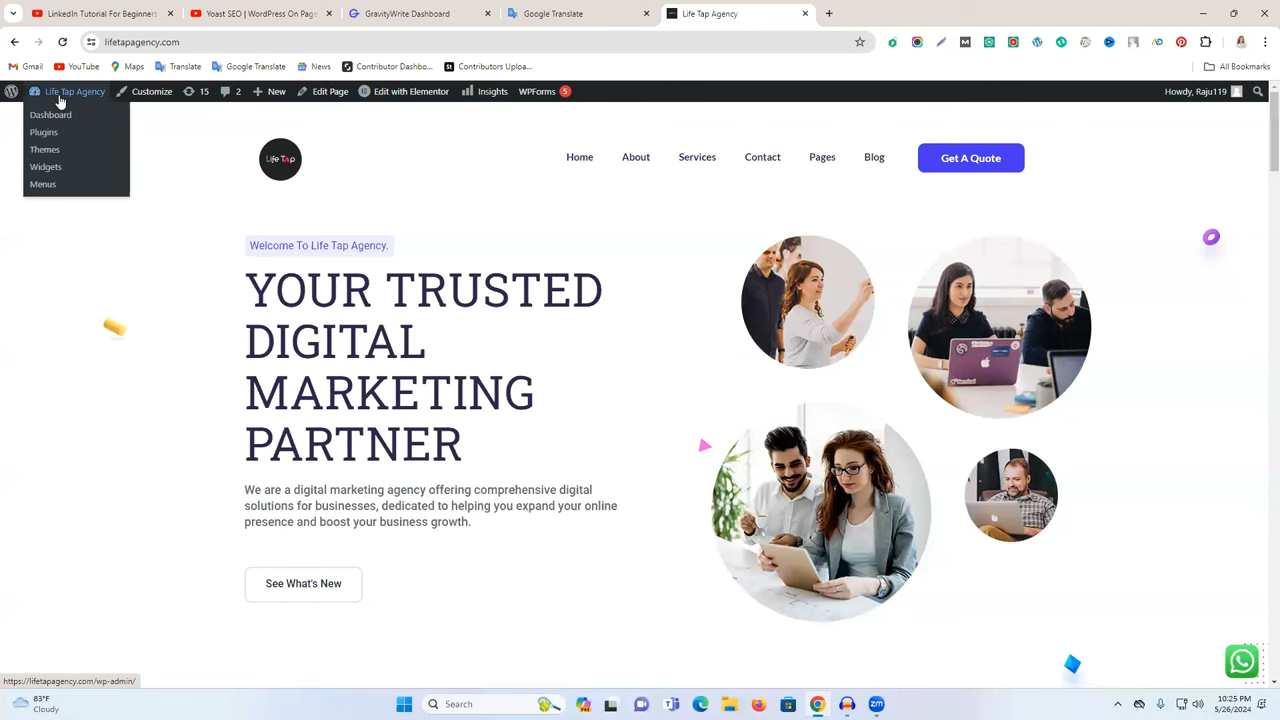 LinkedIn Tutorial For Beginners
Yoast SEO | WordPress On Page
GravityWrite Dashboard
Google Translate
Life Tap Agency
lifetapagency.com
Gmail
YouTube
Maps
Translate
Google Translate
News
Contributor Dashbo...
Contributors Uploa...
All Bookmarks
Life Tap Agency
Customize
15
2
New
Edit Page
Edit with Elementor
Insights
WPForms 5
Howdy, Raju119
Dashboard
Plugins
Themes
Widgets
Menus
Life Tap
Home
About
Services
Contact
Pages
Blog
Get A Quote
Welcome To Life Tap Agency.
YOUR TRUSTED
DIGITAL
MARKETING
PARTNER
We are a digital marketing agency offering comprehensive digital
solutions for businesses, dedicated to helping you expand your online
presence and boost your business growth.
See What's New
https://lifetapagency.com/wp-admin/
83°F
Cloudy
Search
zm
10:25 PM
5/26/2024